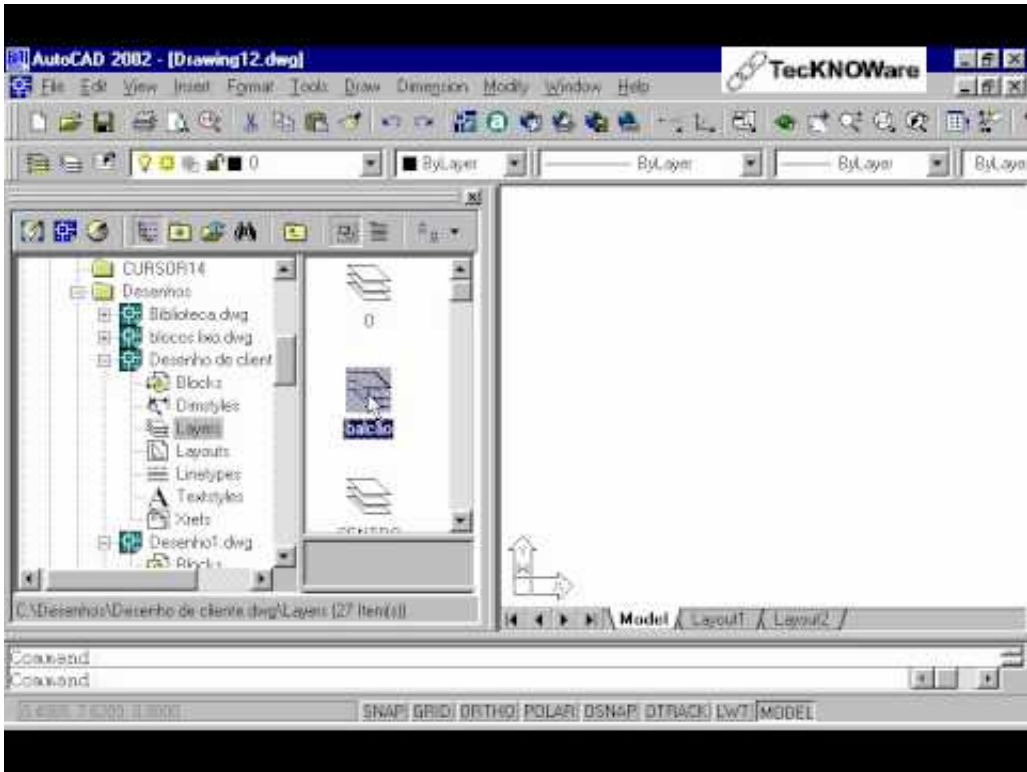 AutoCAD 2002 - [Drawing12.dwg]
TecKNOWare
File Edit View Insert Format Tools Draw Dimension Modify Window Help
0 ByLayer ByLayer ByLayer ByLaye
CURSOR14
Desenhos
Biblioteca.dwg
blocos lixo.dwg
Desenho de client
Blocks
Dimstyles
Layers
Layouts
Linetypes
Textstyles
Xrefs
Desenho1.dwg
Blocks
0
balcão
CENTRO
C:\Desenhos\Desenho de cliente.dwg\Layers (27 Item(s))
Model Layout1 Layout2
Command
Command
SNAP GRID ORTHO POLAR OSNAP OTRACK LWT MODEL